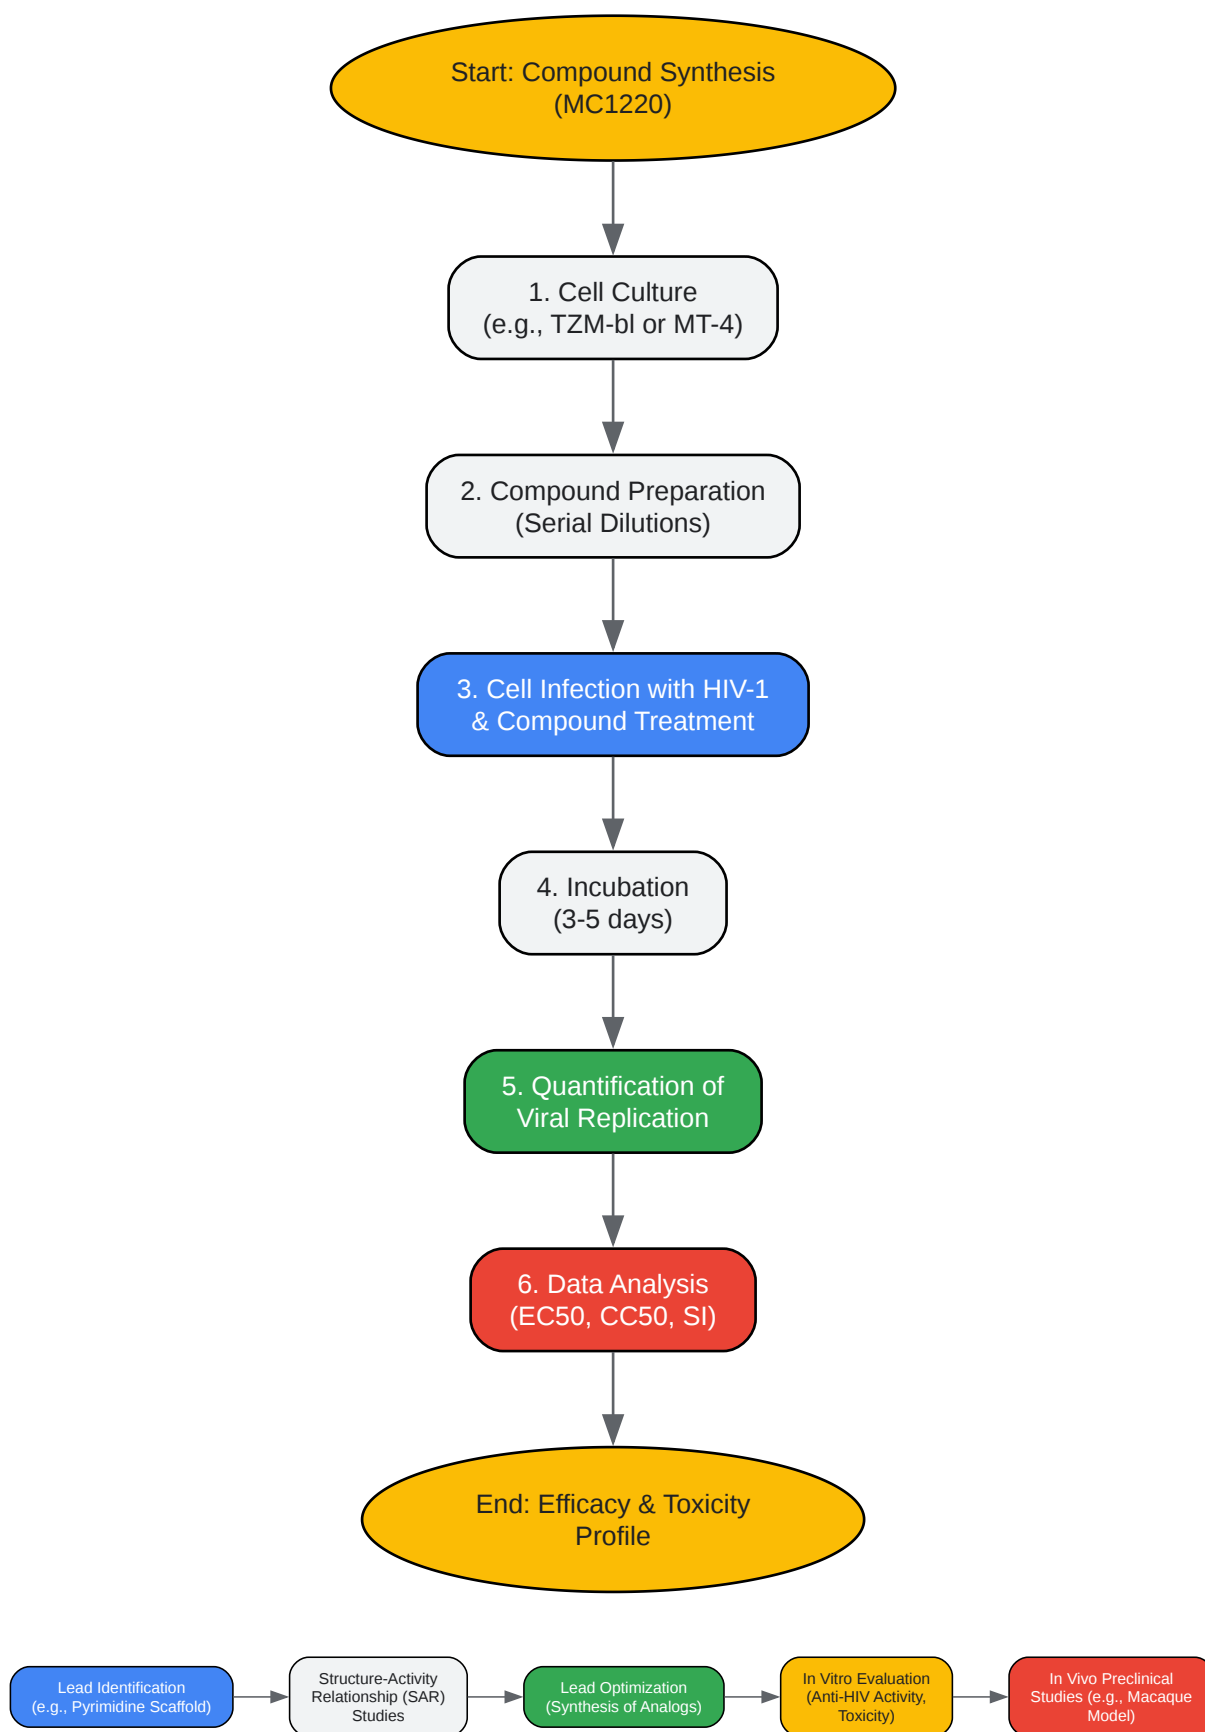 Start: Compound Synthesis
(MC1220)
1. Cell Culture
(e.g., TZM-bl or MT-4)
2. Compound Preparation
(Serial Dilutions)
3. Cell Infection with HIV-1
& Compound Treatment
4. Incubation
(3-5 days)
5. Quantification of
Viral Replication
6. Data Analysis
(EC50, CC50, SI)
End: Efficacy & Toxicity
Profile
Lead Identification
(e.g., Pyrimidine Scaffold)
Structure-Activity
Relationship (SAR)
Studies
Lead Optimization
(Synthesis of Analogs)
In Vitro Evaluation
(Anti-HIV Activity,
Toxicity)
In Vivo Preclinical
Studies (e.g., Macaque
Model)